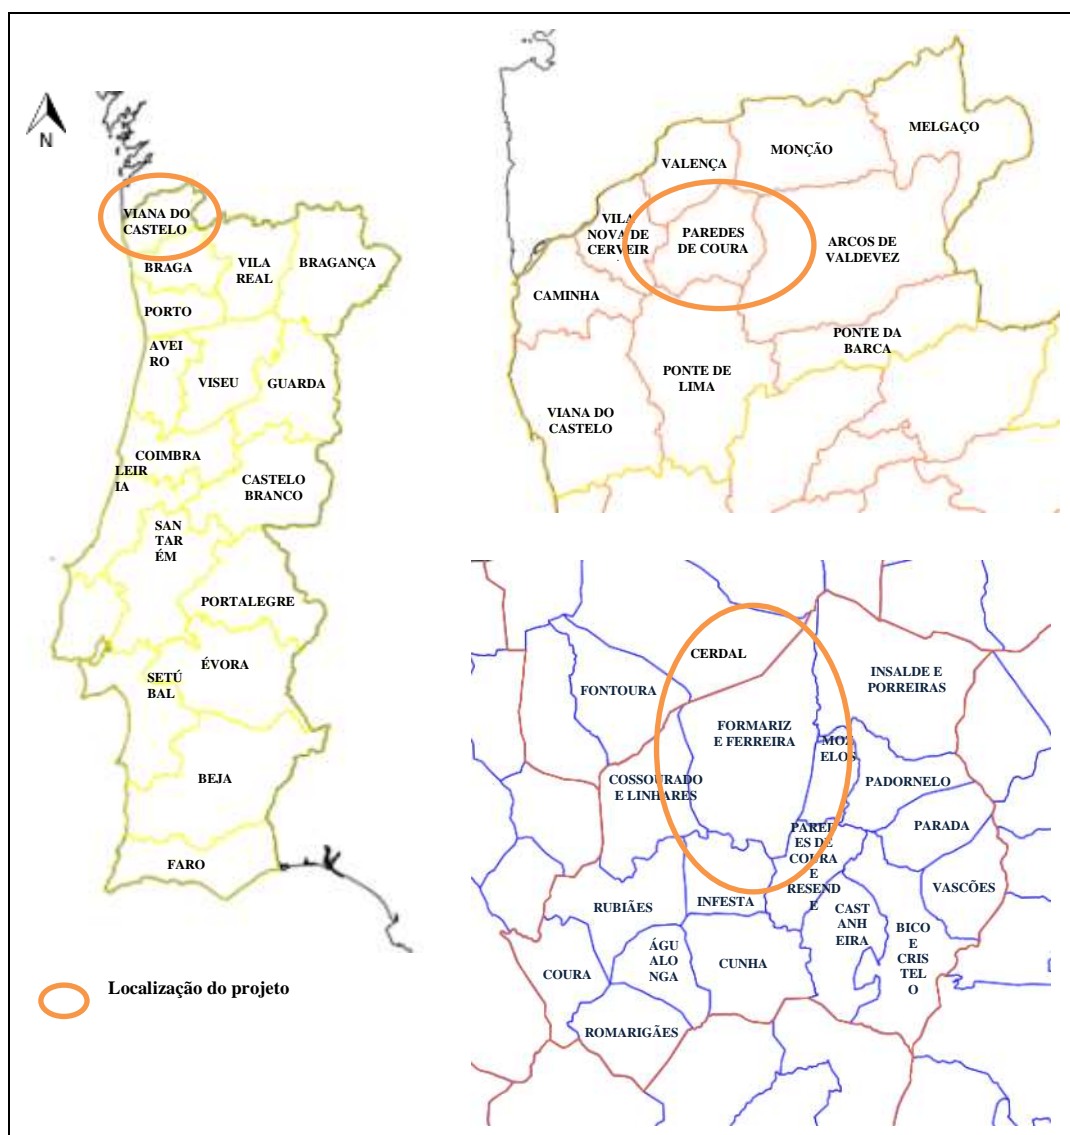 N
VIANA DO
CASTELO
BRAGA
VILA
REAL
BRAGANÇA
PORTO
AVEI
RO
VISEU
GUARDA
COIMBRA
LEIR
IA
CASTELO
BRANCO
SAN
TAR
ÉM
PORTALEGRE
ÉVORA
SETÚ
BAL
BEJA
FARO
Localização do projeto
MELGAÇO
MONÇÃO
VALENÇA
VILA
NOVA DE
CERVEIR
PAREDES
DE COURA
ARCOS DE
VALDEVEZ
CAMINHA
PONTE DA
BARCA
PONTE DE
LIMA
VIANA DO
CASTELO
CERDAL
FONTOURA
INSALDE E
PORREIRAS
FORMARIZ
E FERREIRA
MOZ
ELOS
COSSOURADO
E LINHARES
PADORNELO
PARADA
PARED
ES DE
COURA
E
RESEND
E
VASCÕES
RUBIÃES
INFESTA
CAST
ANH
EIRA
BICO
E
CRIST
ELO
ÁGU
ALO
NGA
COURA
CUNHA
ROMARIGÃES